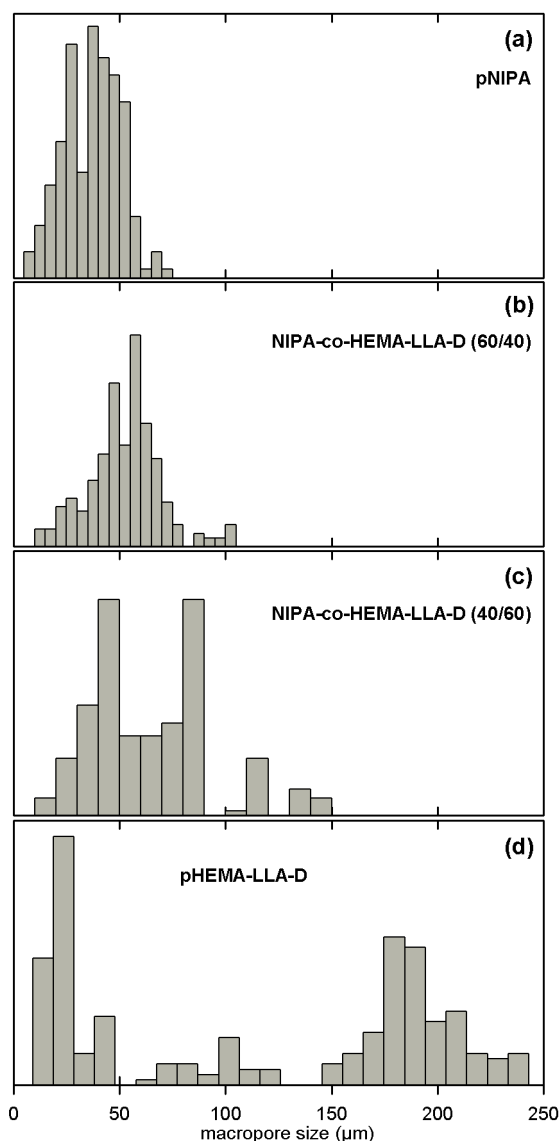 (a)
pNIPA
(b)
NIPA-co-HEMA-LLA-D (60/40)
(c)
NIPA-co-HEMA-LLA-D (40/60)
(d)
pHEMA-LLA-D
0 50 100 150 200 250
macropore size (µm)